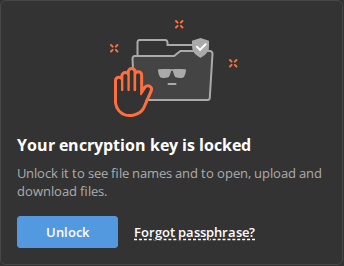 Your encryption key is locked
Unlock it to see file names and to open, upload and
download files.
Unlock
Forgot passphrase?